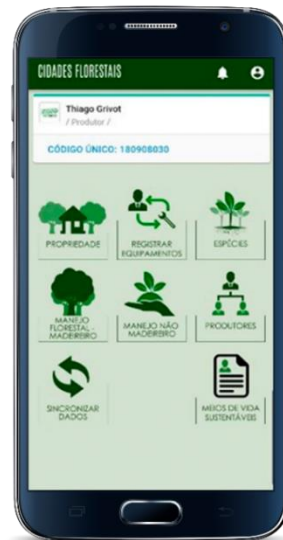 CIDADES FLORESTAIS
Thiago Grivot
/ Produtor /
CÓDIGO ÚNICO: 180908030
PROPRIEDADE
REGISTRAR
EQUIPAMENTOS
ESPÉCIES
MANEJO
FLORESTAL -
MADEIREIRO
MANEJO NÃO
MADEIREIRO
PRODUTORES
SINCRONIZAR
DADOS
MEIOS DE VIDA
SUSTENTÁVEIS